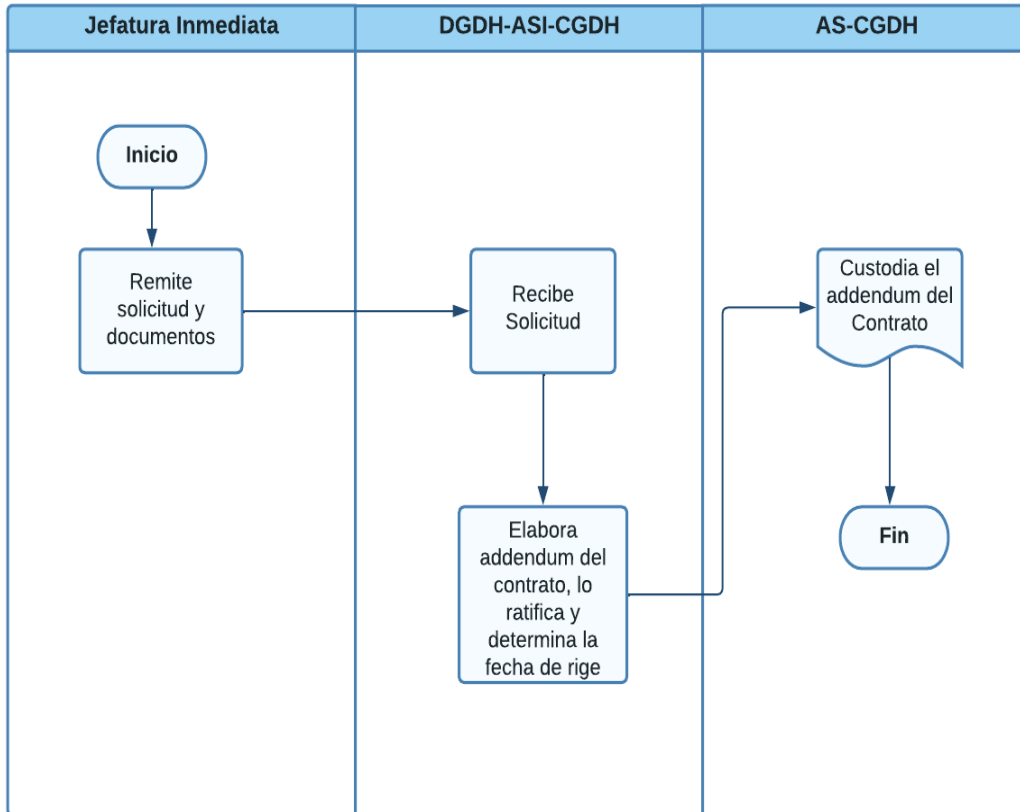 Jefatura Inmediata
DGDH-ASI-CGDH
AS-CGDH
Inicio
Remite
solicitud y
documentos
Recibe
Solicitud
Elabora
addendum del
contrato, lo
ratifica y
determina la
fecha de rige
Custodia el
addendum del
Contrato
Fin